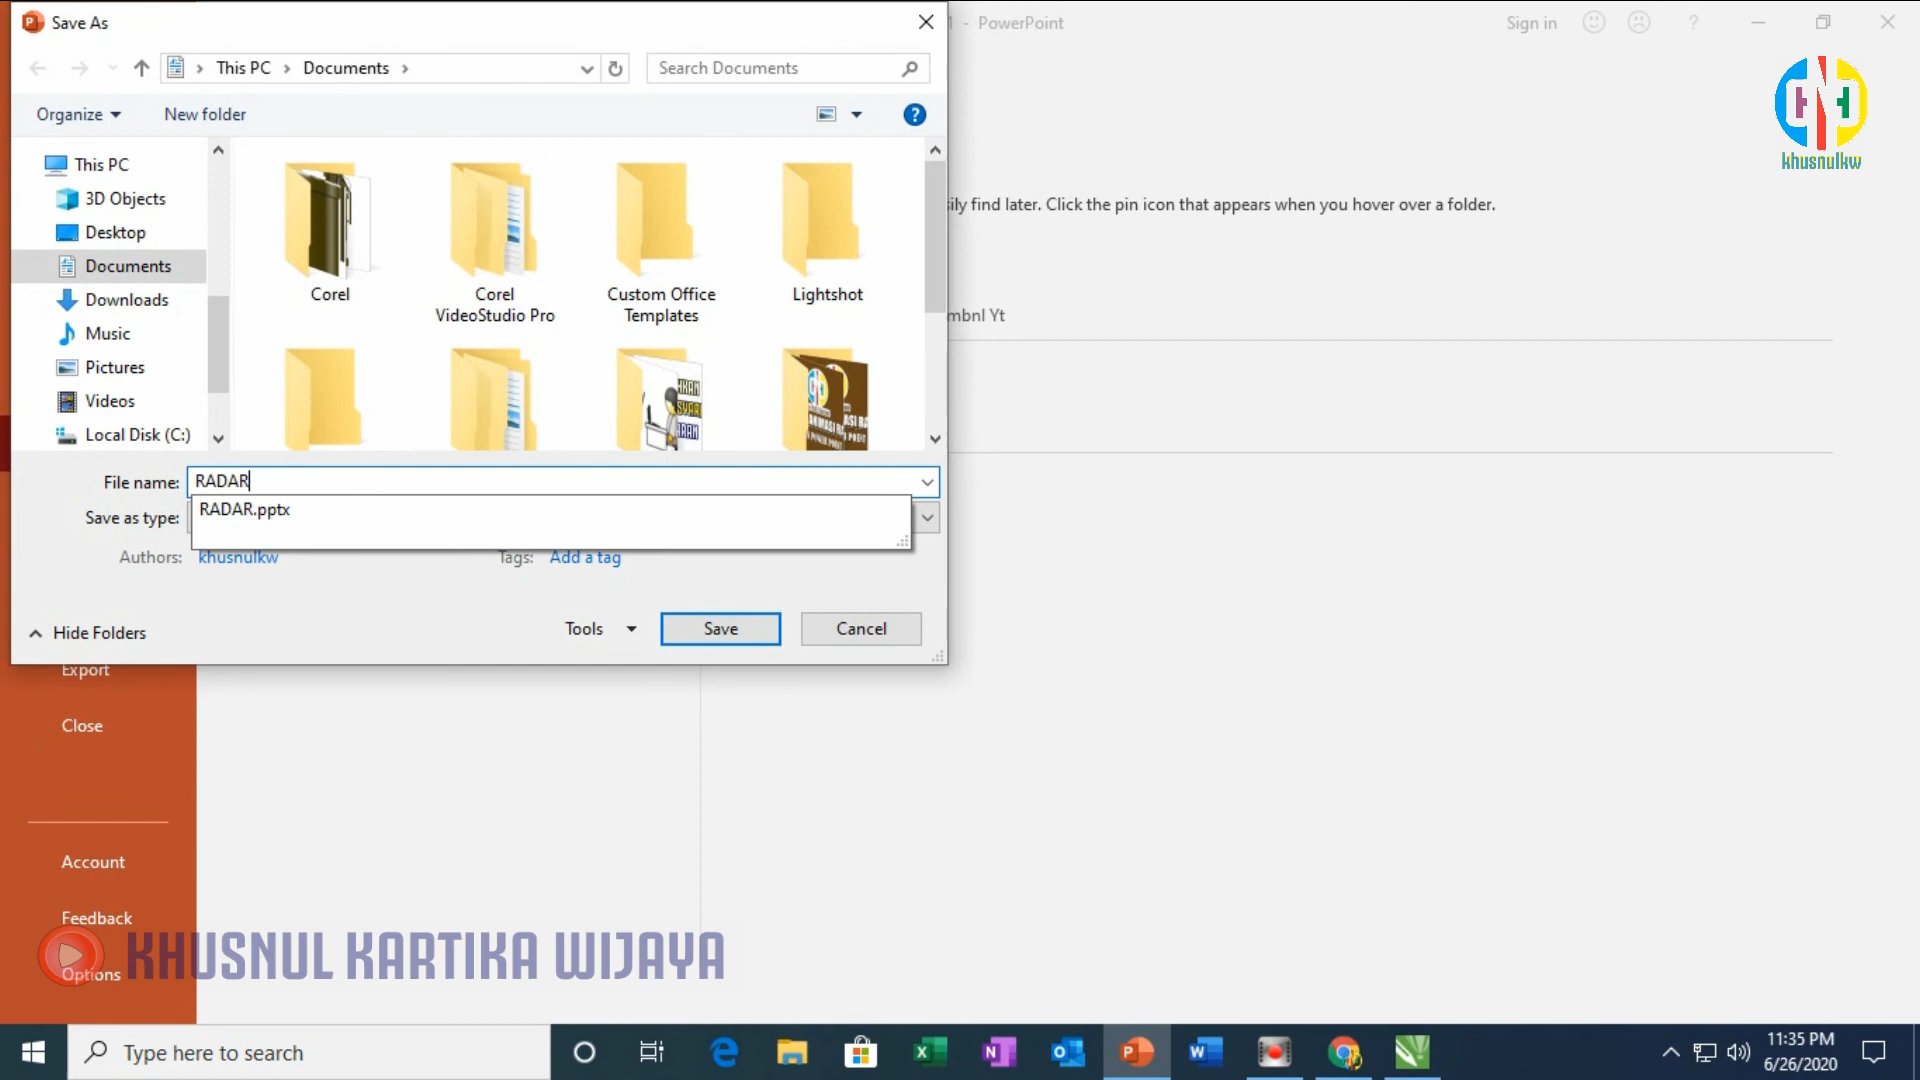 Save As
1 - PowerPoint
Sign in
This PC
Documents
Search Documents
Organize
New folder
khusnulkw
This PC
3D Objects
Desktop
Documents
Downloads
Music
Pictures
Videos
Local Disk (C:)
Corel
Corel VideoStudio Pro
Custom Office Templates
Lightshot
ily find later. Click the pin icon that appears when you hover over a folder.
mbnl Yt
File name: RADAR
RADAR.pptx
Save as type:
Authors: khusnulkw
Tags: Add a tag
Hide Folders
Tools
Save
Cancel
Export
Close
Account
Feedback
Options
KHUSNUL KARTIKA WIJAYA
Type here to search
11:35 PM
6/26/2020